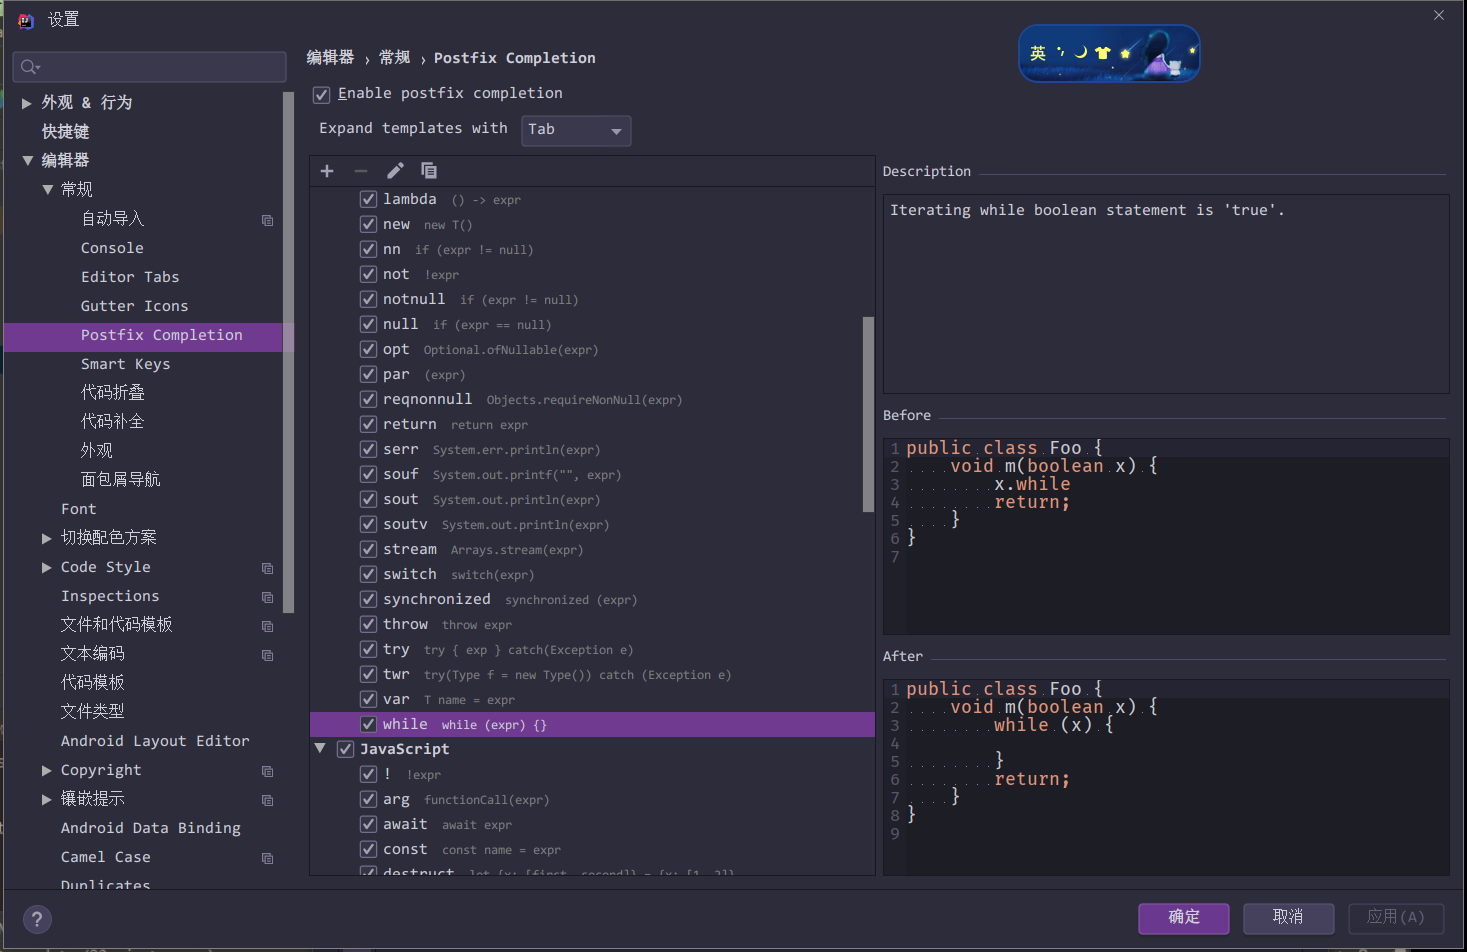 设置
英
编辑器 › 常规 › Postfix Completion
Enable postfix completion
Expand templates with Tab
外观 & 行为
快捷键
编辑器
常规
自动导入
Console
Editor Tabs
Gutter Icons
Postfix Completion
Smart Keys
代码折叠
代码补全
外观
面包屑导航
Font
切换配色方案
Code Style
Inspections
文件和代码模板
文本编码
代码模板
文件类型
Android Layout Editor
Copyright
镶嵌提示
Android Data Binding
Camel Case
Duplicates
lambda () -> expr
new new T()
nn if (expr != null)
not !expr
notnull if (expr != null)
null if (expr == null)
opt Optional.ofNullable(expr)
par (expr)
reqnonnull Objects.requireNonNull(expr)
return return expr
serr System.err.println(expr)
souf System.out.printf("", expr)
sout System.out.println(expr)
soutv System.out.println(expr)
stream Arrays.stream(expr)
switch switch(expr)
synchronized synchronized (expr)
throw throw expr
try try { exp } catch(Exception e)
twr try(Type f = new Type()) catch (Exception e)
var T name = expr
while while (expr) {}
JavaScript
! !expr
arg functionCall(expr)
await await expr
const const name = expr
destruct let {x: [first, second]} = {x: [1, 2]}
Description
Iterating while boolean statement is 'true'.
Before
1 public class Foo {
2 void m(boolean x) {
3 x.while
4 return;
5 }
6 }
7
After
1 public class Foo {
2 void m(boolean x) {
3 while (x) {
4
5 }
6 return;
7 }
8 }
9
?
确定
取消
应用(A)